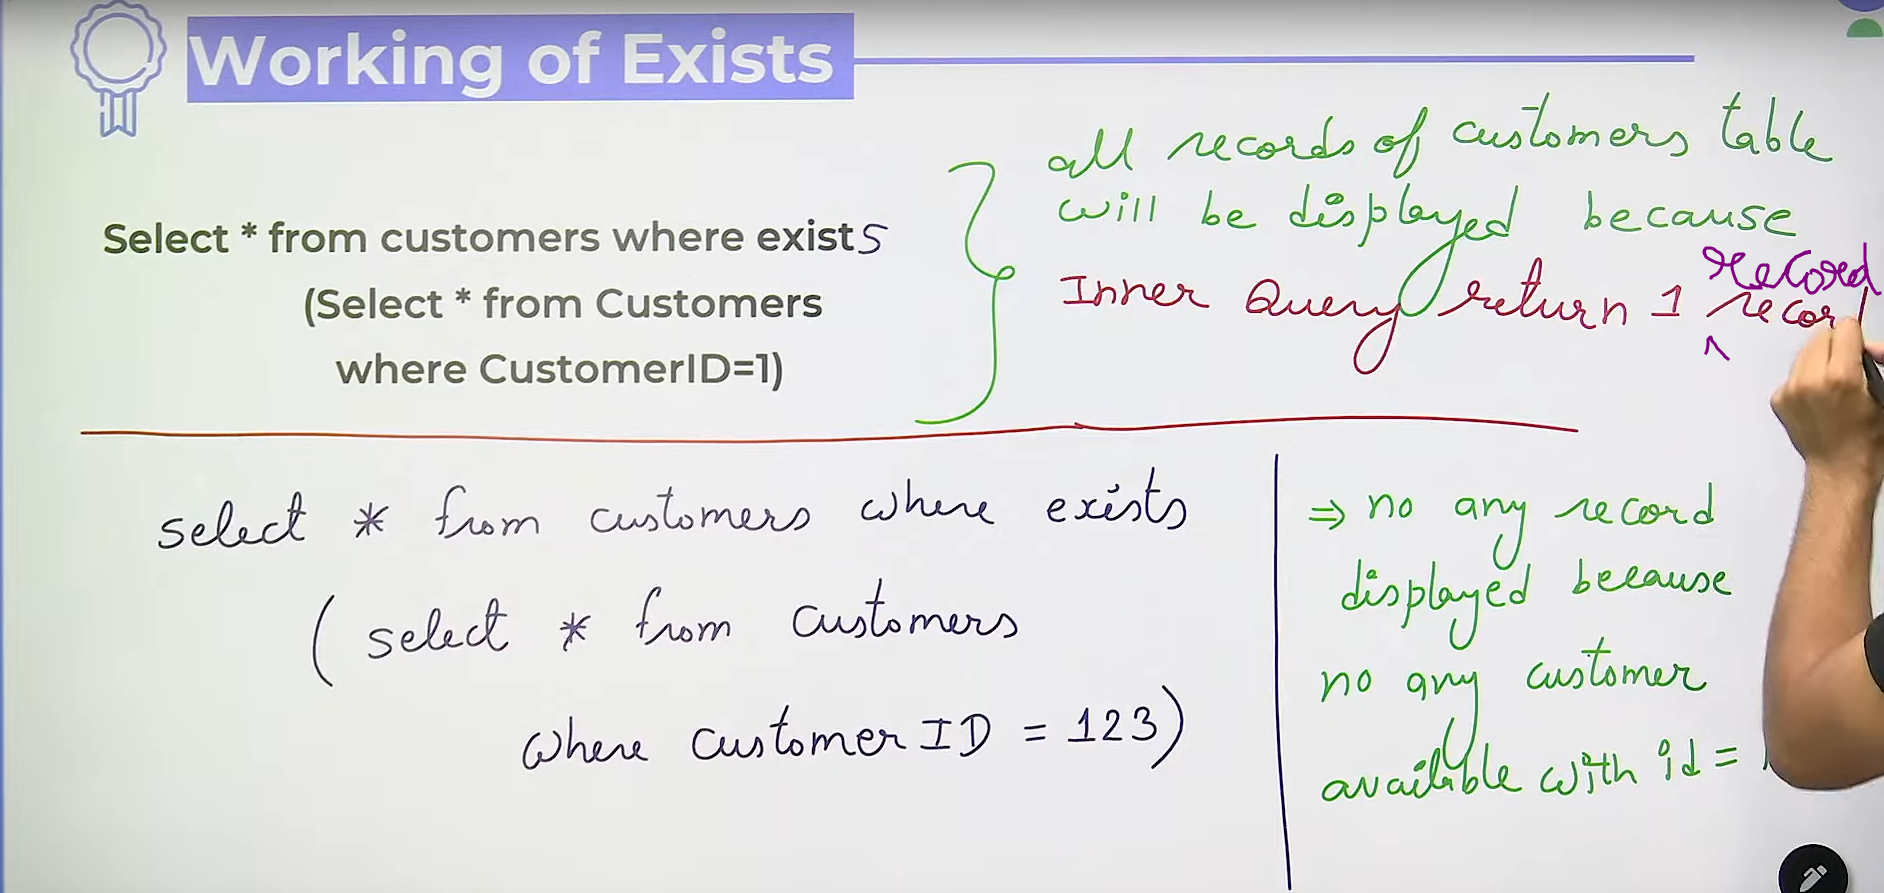 Working of Exists
Select * from customers where exists
(Select * from Customers
where CustomerID=1)
all records of customers table
will be displayed because
record
Inner Query return 1 recor
select * from customers where exists
( select * from customers
where customer ID = 123)
⇒ no any record
displayed because
no any customer
available with id =